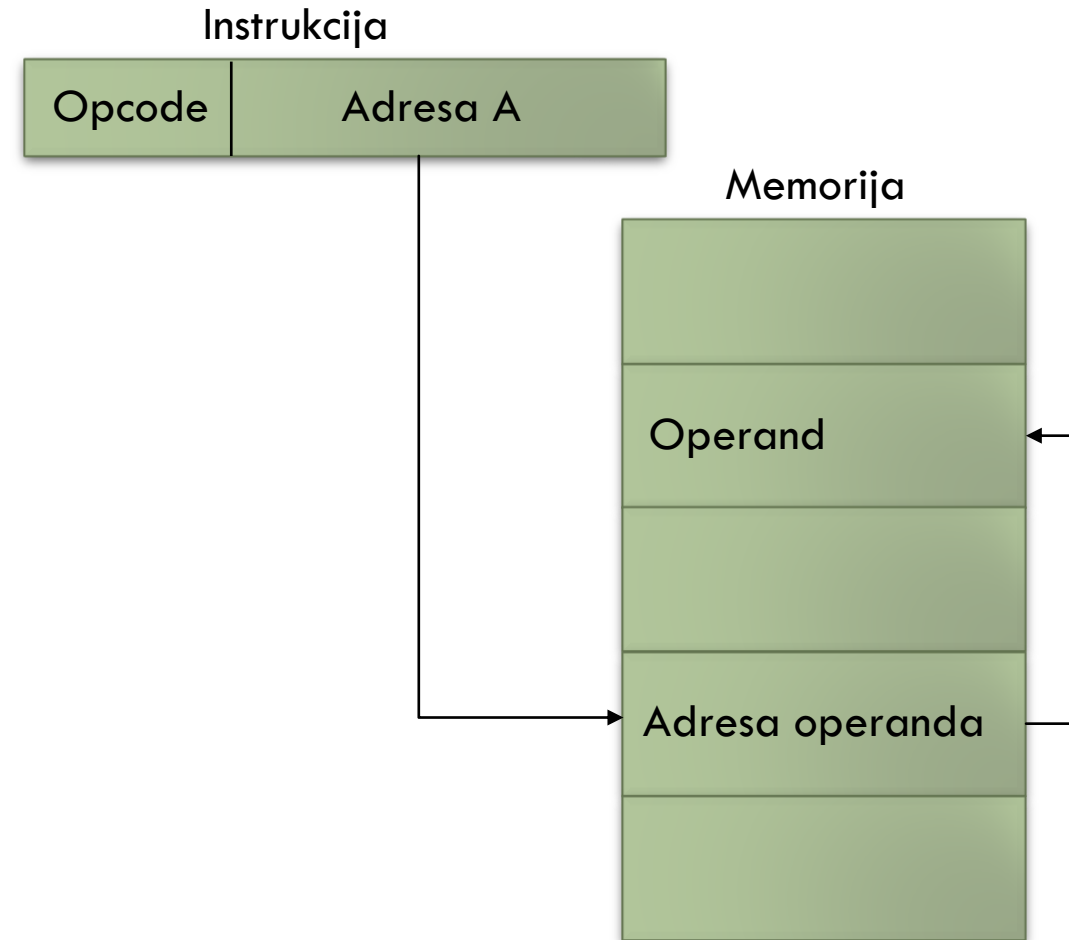 Instrukcija
Opcode
Adresa A
Memorija
Operand
Adresa operanda